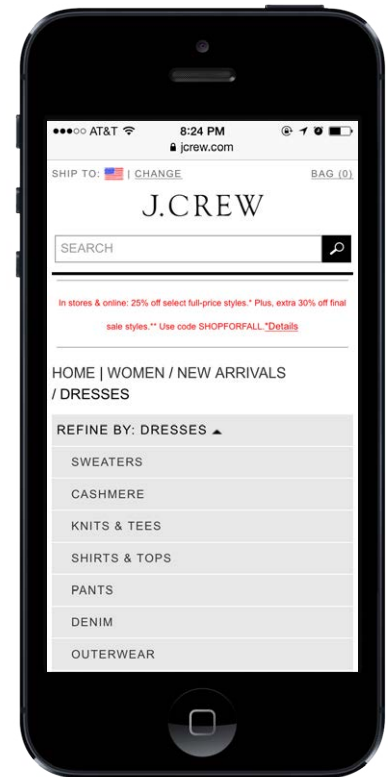 ●●●○○ AT&T 8:24 PM
jcrew.com
SHIP TO: | CHANGE BAG (0)
J.CREW
SEARCH
In stores & online: 25% off select full-price styles.* Plus, extra 30% off final
sale styles.** Use code SHOPFORFALL.*Details
HOME | WOMEN / NEW ARRIVALS
/ DRESSES
REFINE BY: DRESSES
SWEATERS
CASHMERE
KNITS & TEES
SHIRTS & TOPS
PANTS
DENIM
OUTERWEAR